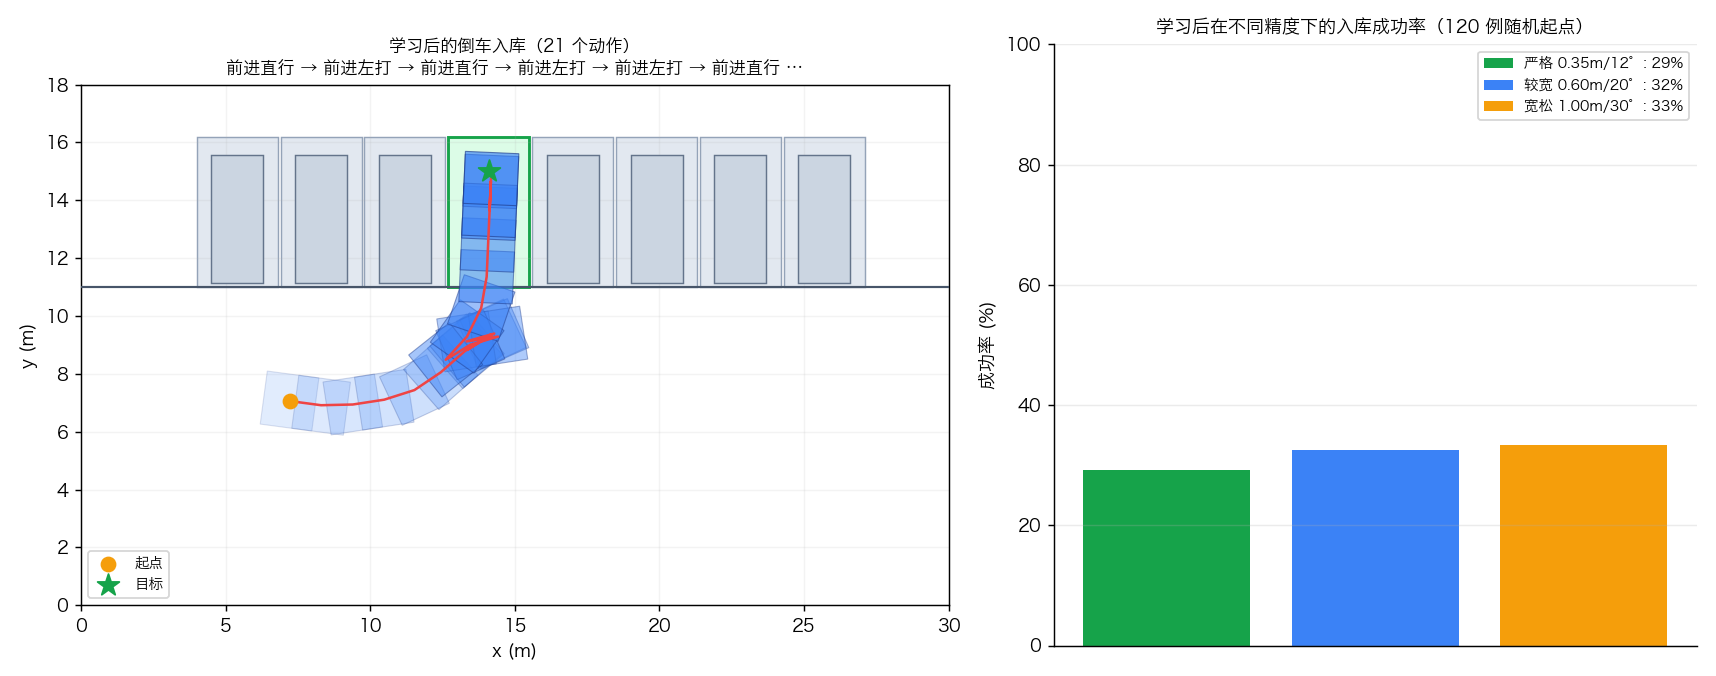 学习后的倒车入库（21 个动作）
前进直行 → 前进左打 → 前进直行 → 前进左打 → 前进左打 → 前进直行 ···
18
16
14
12
10
8
6
4
2
0
y (m)
起点
目标
0
5
10
15
20
25
30
x (m)
学习后在不同精度下的入库成功率（120 例随机起点）
100
80
60
40
20
0
成功率 (%)
严格 0.35m/12° : 29%
较宽 0.60m/20° : 32%
宽松 1.00m/30° : 33%